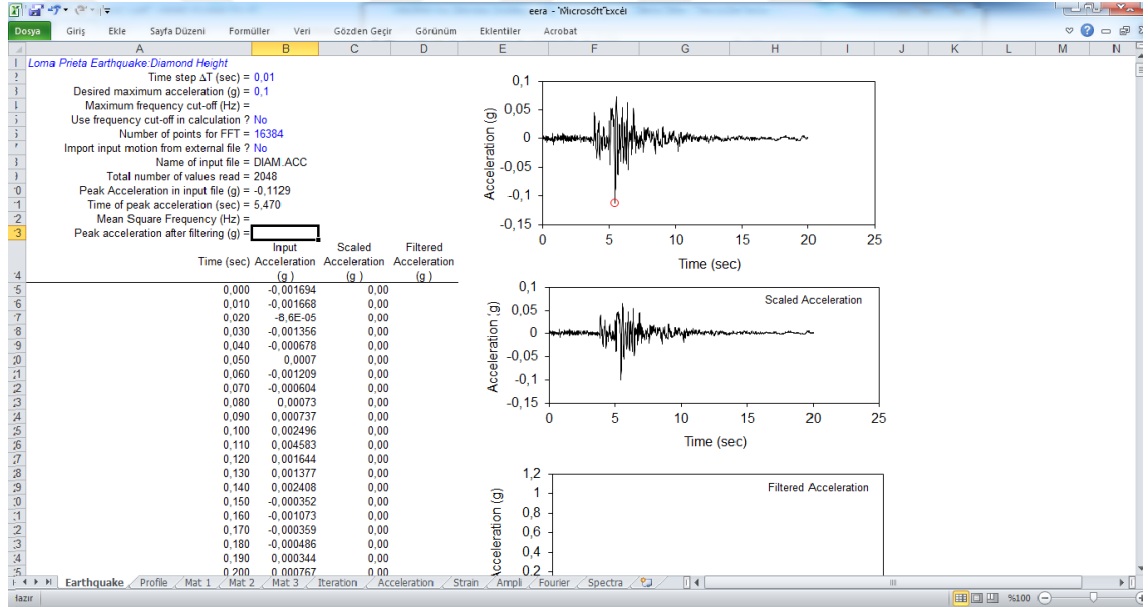 eera - Microsoft Excel
Dosya Giriş Ekle Sayfa Düzeni Formüller Veri Gözden Geçir Görünüm Eklentiler Acrobat
A B C D E F G H I J K L M N
Loma Prieta Earthquake:Diamond Height
Time step ΔT (sec) = 0,01
Desired maximum acceleration (g) = 0,1
Maximum frequency cut-off (Hz) =
Use frequency cut-off in calculation ? No
Number of points for FFT = 16384
Import input motion from external file ? No
Name of input file = DIAM.ACC
Total number of values read = 2048
Peak Acceleration in input file (g) = -0,1129
Time of peak acceleration (sec) = 5,470
Mean Square Frequency (Hz) =
Peak acceleration after filtering (g) =
Input Scaled Filtered
Time (sec) Acceleration Acceleration Acceleration
(g ) (g ) (g )
0,000 -0,001694 0,00
0,010 -0,001668 0,00
0,020 -8,6E-05 0,00
0,030 -0,001356 0,00
0,040 -0,000678 0,00
0,050 0,0007 0,00
0,060 -0,001209 0,00
0,070 -0,000604 0,00
0,080 0,00073 0,00
0,090 0,000737 0,00
0,100 0,002496 0,00
0,110 0,004583 0,00
0,120 0,001644 0,00
0,130 0,001377 0,00
0,140 0,002408 0,00
0,150 -0,000352 0,00
0,160 -0,001073 0,00
0,170 -0,000359 0,00
0,180 -0,000486 0,00
0,190 0,000344 0,00
0,200 0,000767 0,00
Acceleration (g)
0,1
0,05
0
-0,05
-0,1
-0,15
0 5 10 15 20 25
Time (sec)
Scaled Acceleration
Acceleration (g)
0,1
0,05
0
-0,05
-0,1
-0,15
0 5 10 15 20 25
Time (sec)
Filtered Acceleration
Acceleration (g)
1,2
1
0,8
0,6
0,4
0,2
Earthquake Profile Mat 1 Mat 2 Mat 3 Iteration Acceleration Strain Ampli Fourier Spectra
%100